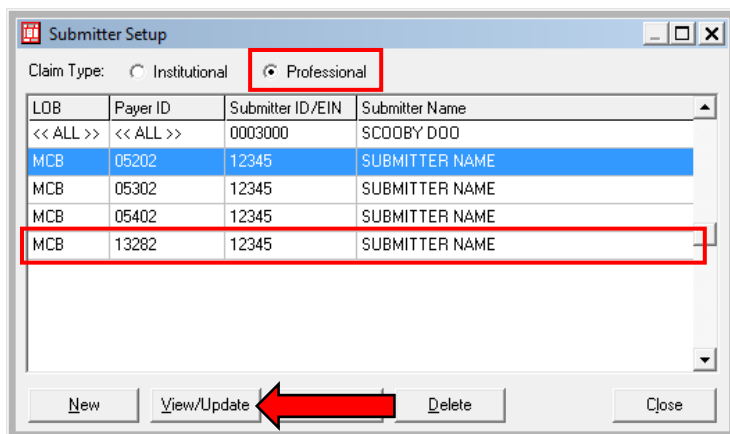 Submitter Setup
Claim Type: Institutional Professional
LOB Payer ID Submitter ID/EIN Submitter Name
<< ALL >> << ALL >> 0003000 SCOOBY DOO
MCB 05202 12345 SUBMITTER NAME
MCB 05302 12345 SUBMITTER NAME
MCB 05402 12345 SUBMITTER NAME
MCB 13282 12345 SUBMITTER NAME
New View/Update Delete Close